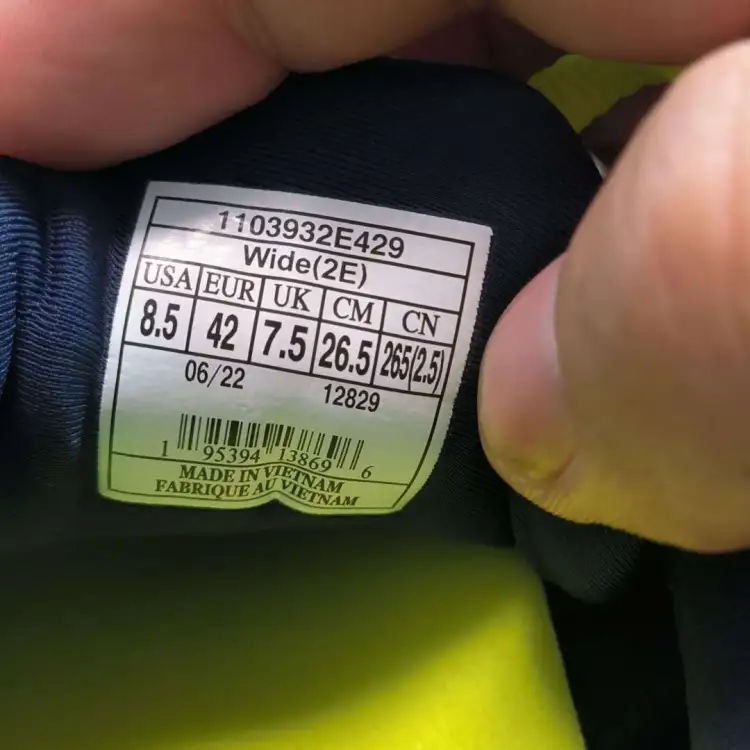 1103932E429
Wide(2E)
USA EUR UK CM CN
8.5 42 7.5 26.5 265(2.5)
06/22 12829
1 95394 13869 6
MADE IN VIETNAM
FABRIQUE AU VIETNAM